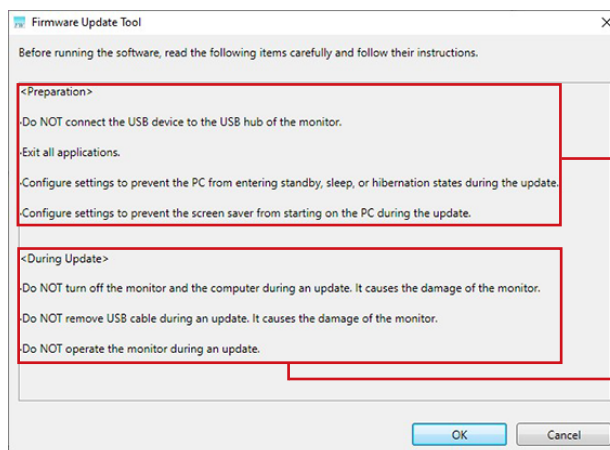 Firmware Update Tool
Before running the software, read the following items carefully and follow their instructions.
<Preparation>
·Do NOT connect the USB device to the USB hub of the monitor.
·Exit all applications.
·Configure settings to prevent the PC from entering standby, sleep, or hibernation states during the update.
·Configure settings to prevent the screen saver from starting on the PC during the update.
<During Update>
·Do NOT turn off the monitor and the computer during an update. It causes the damage of the monitor.
·Do NOT remove USB cable during an update. It causes the damage of the monitor.
·Do NOT operate the monitor during an update.
OK Cancel